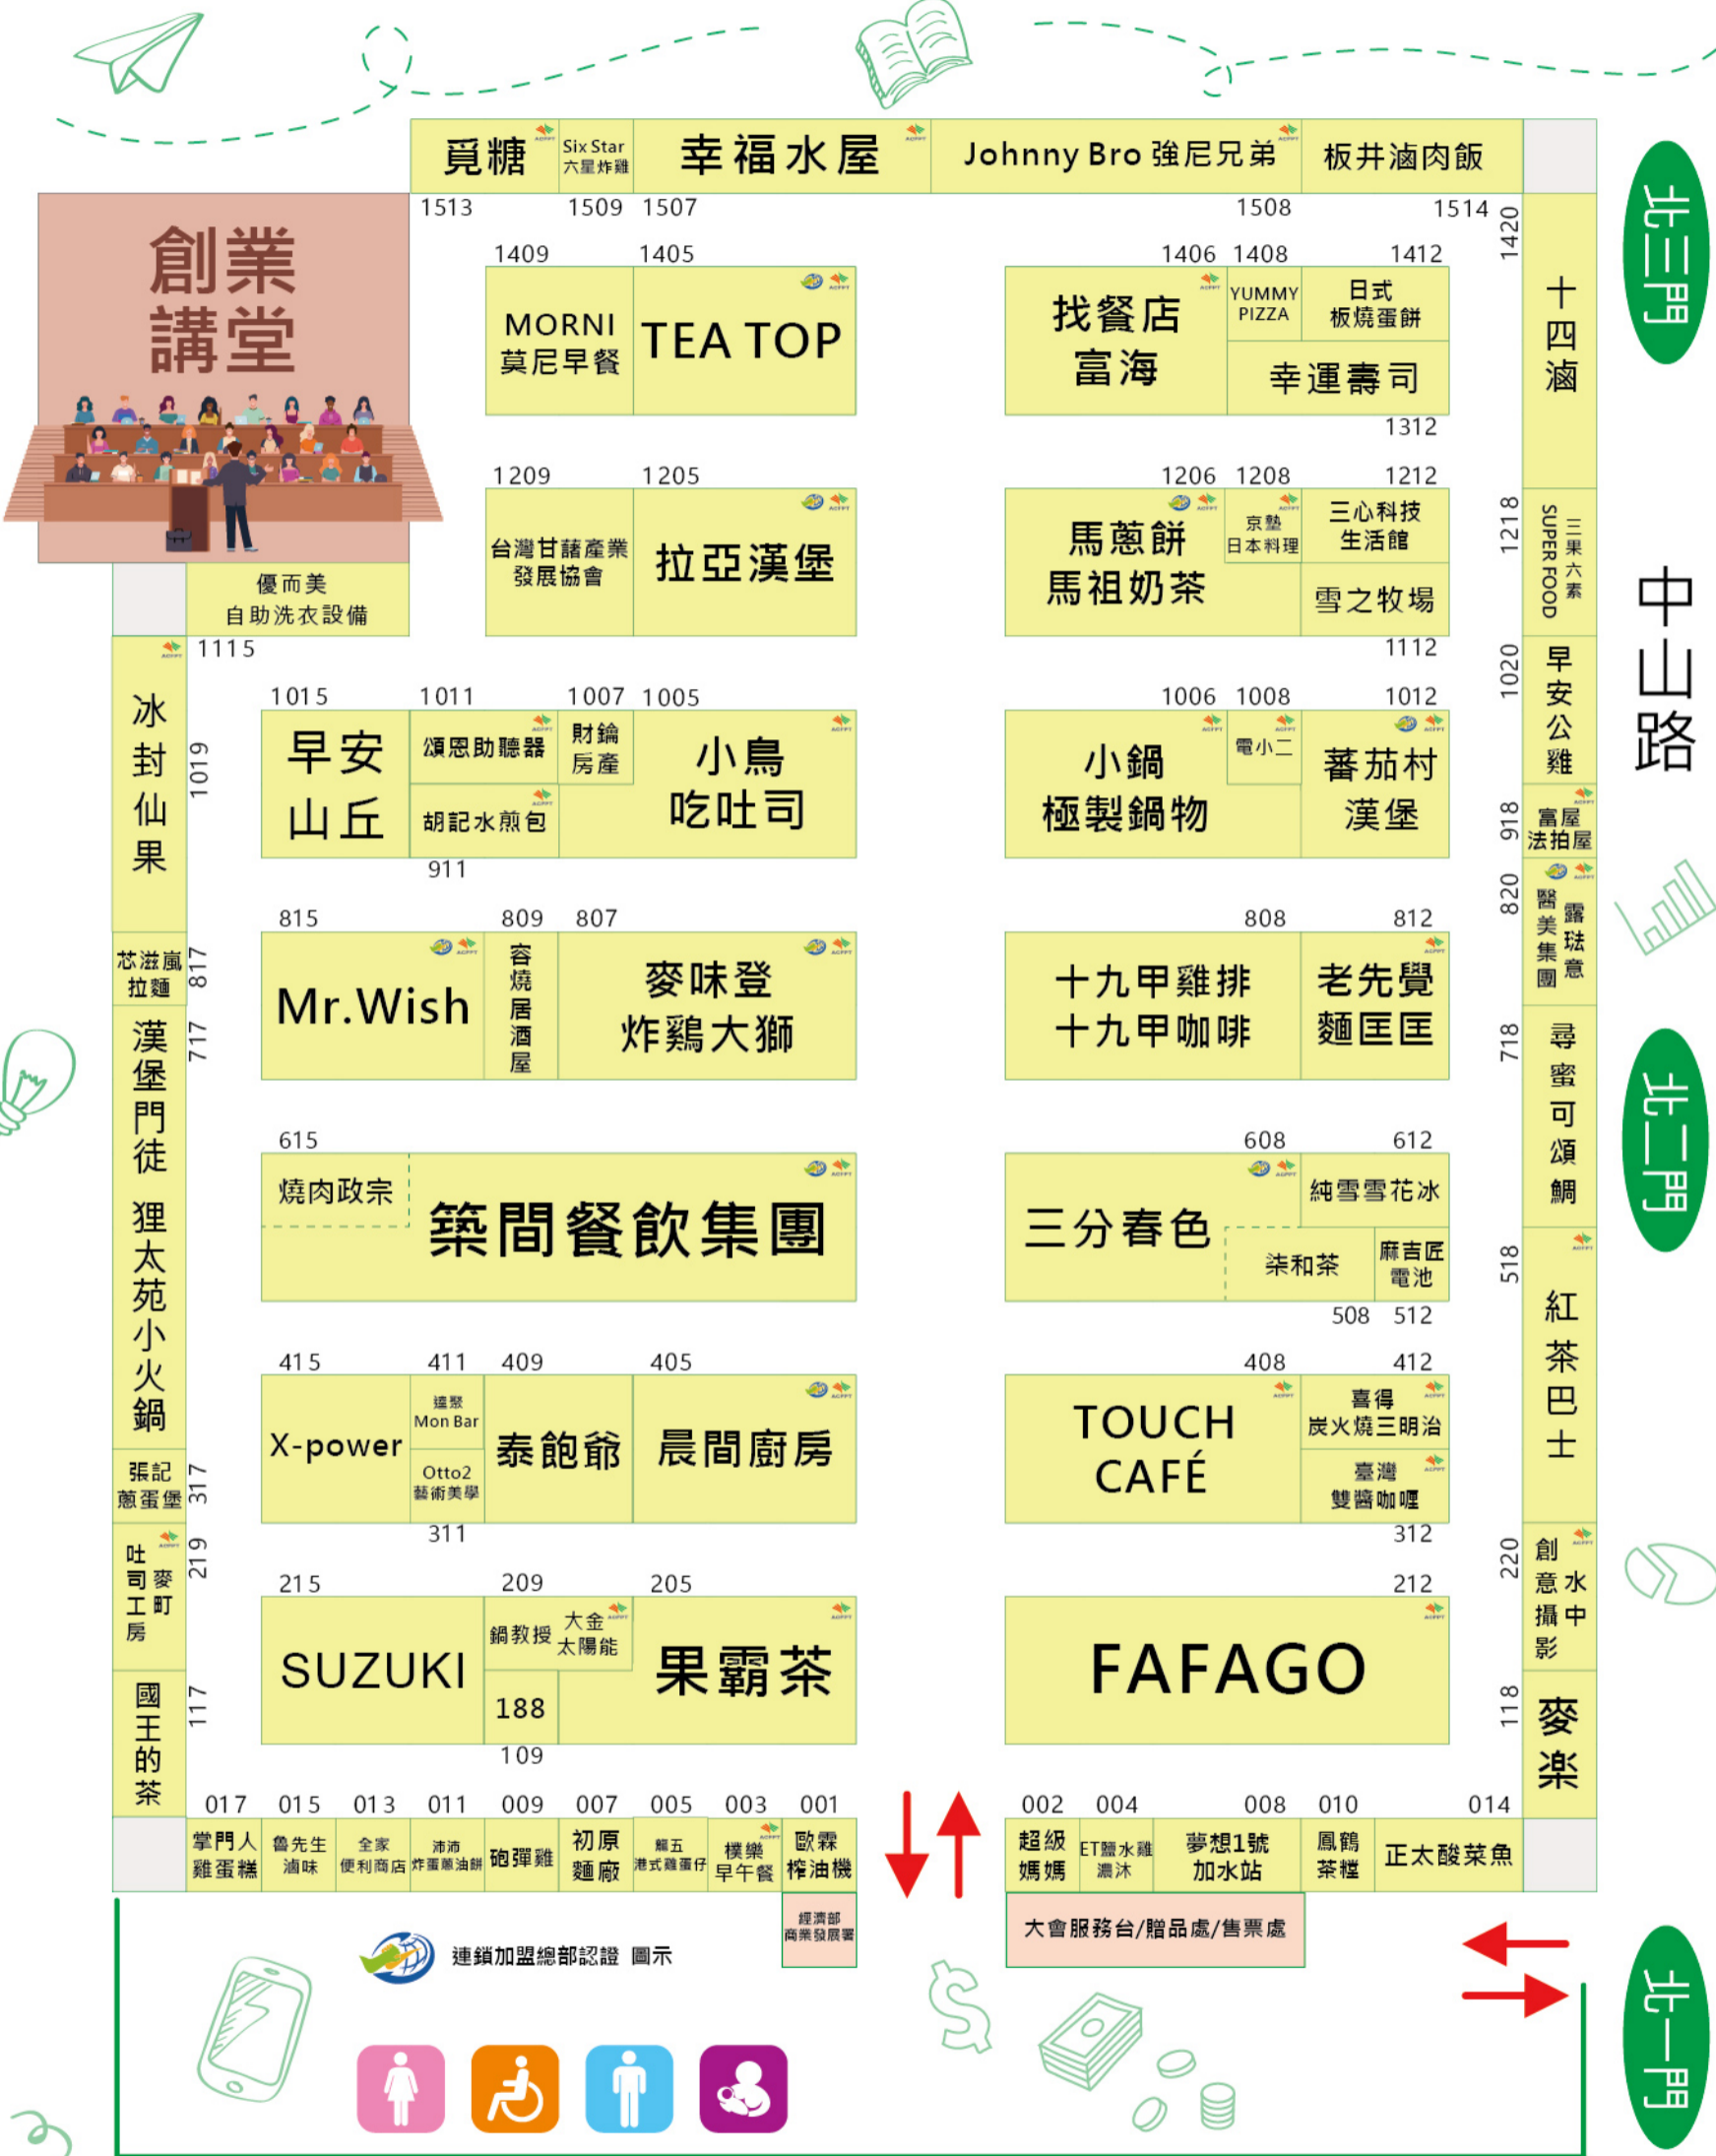 覓糖
Six Star
六星炸雞
幸福水屋
Johnny Bro 強尼兄弟
板井滷肉飯
1513
1509
1507
1508
1514
1420
創業
講堂
1409
1405
1406
1408
1412
MORNI
莫尼早餐
TEA TOP
找餐店
富海
YUMMY
PIZZA
日式
板燒蛋餅
幸運壽司
十四滷
北三門
1312
1209
1205
1206
1208
1212
1218
台灣甘藷產業
發展協會
拉亞漢堡
馬蔥餅
馬祖奶茶
京塾
日本料理
三心科技
生活館
雪之牧場
三果六素
SUPER FOOD
優而美
自助洗衣設備
1115
1112
1020
中山路
冰封仙果
1019
1015
1011
1007
1005
1006
1008
1012
早安
山丘
頌恩助聽器
財鑰
房產
小鳥
吃吐司
胡記水煎包
小鍋
極製鍋物
電小二
蕃茄村
漢堡
早安公雞
911
918
富屋
法拍屋
815
809
807
808
812
820
芯滋嵐
拉麵
817
Mr.Wish
容燒居酒屋
麥味登
炸鷄大獅
十九甲雞排
十九甲咖啡
老先覺
麵匡匡
露琺意
醫美集團
漢堡門徒
717
718
尋蜜可頌鯛
北二門
615
608
612
燒肉政宗
築間餐飲集團
三分春色
純雪雪花冰
柒和茶
麻吉匠
電池
狸太苑小火鍋
508
512
518
紅茶巴士
415
411
409
405
408
412
X-power
遠聚
Mon Bar
Otto2
藝術美學
泰飽爺
晨間廚房
TOUCH
CAFÉ
喜得
炭火燒三明治
臺灣
雙醬咖喱
張記
蔥蛋堡
317
311
312
麥町
吐司工房
219
215
209
205
212
220
水中
創意攝影
SUZUKI
鍋教授
大金
太陽能
188
果霸茶
FAFAGO
國王的茶
117
109
118
麥楽
017
015
013
011
009
007
005
003
001
002
004
008
010
014
掌門人
雞蛋糕
魯先生
滷味
全家
便利商店
沛沛
炸蛋蔥油餅
砲彈雞
初原
麵廠
龍五
港式雞蛋仔
樸樂
早午餐
歐霖
榨油機
超級
媽媽
ET鹽水雞
濃沐
夢想1號
加水站
鳳鶴
茶樘
正太酸菜魚
經濟部
商業發展署
大會服務台/贈品處/售票處
連鎖加盟總部認證 圖示
北一門